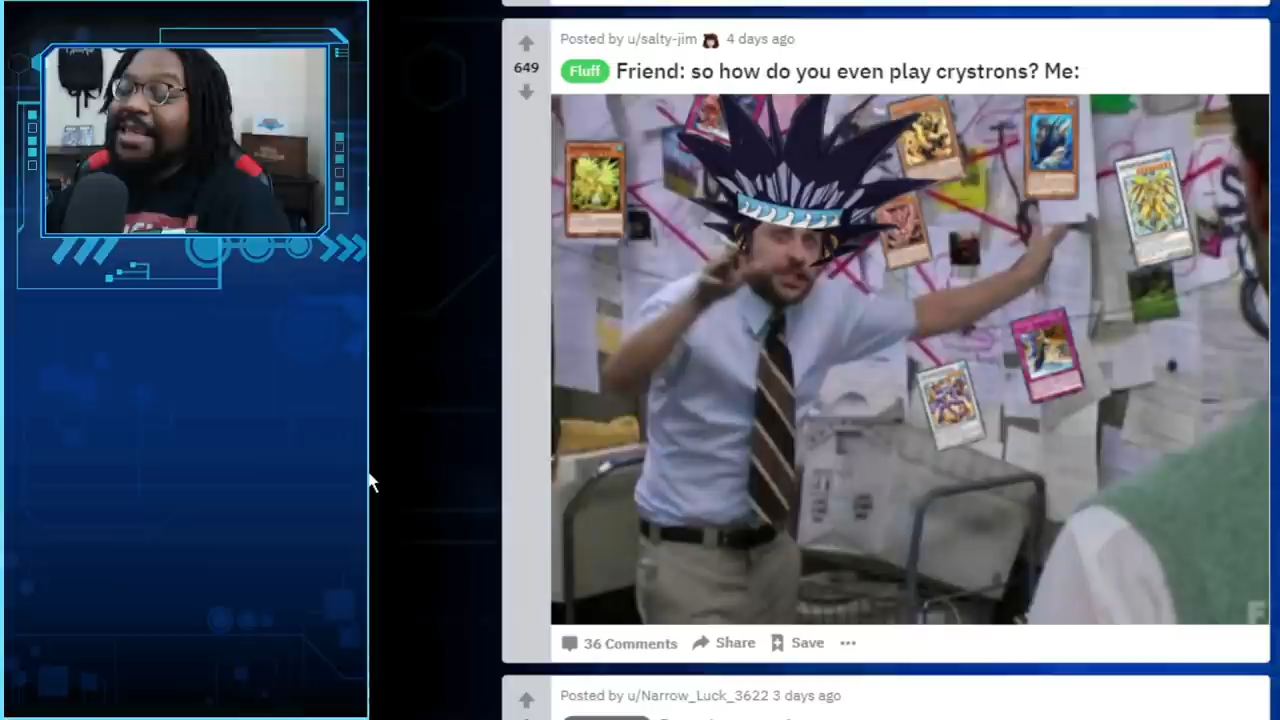 Posted by u/salty-jim 4 days ago
649
Fluff Friend: so how do you even play crystrons? Me:
36 Comments Share Save ...
Posted by u/Narrow_Luck_3622 3 days ago